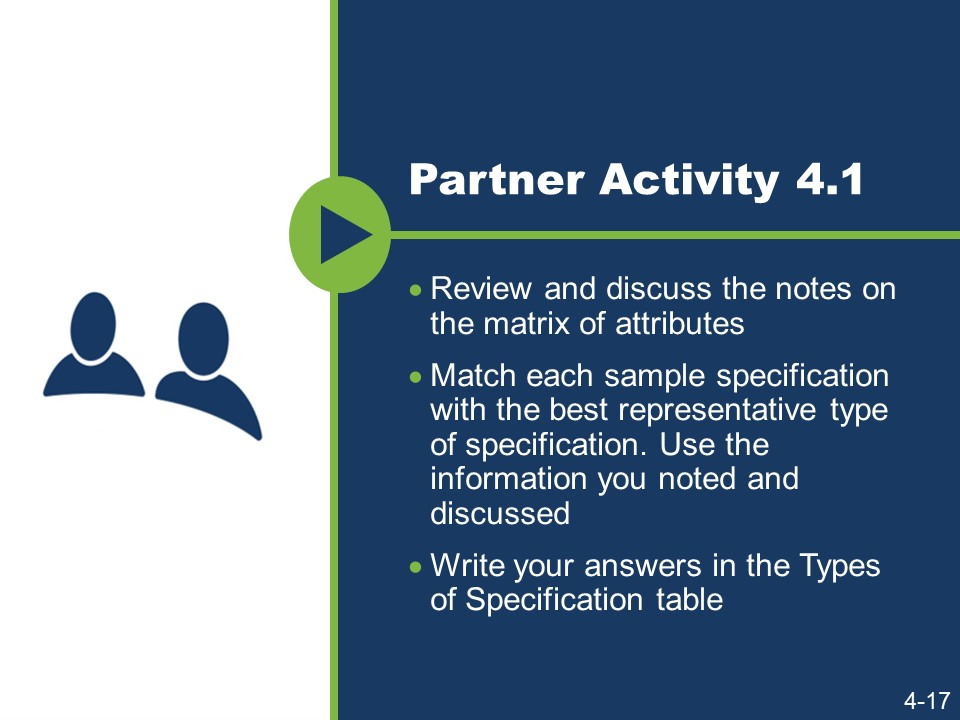 Partner Activity 4.1
• Review and discuss the notes on
the matrix of attributes
• Match each sample specification
with the best representative type
of specification. Use the
information you noted and
discussed
• Write your answers in the Types
of Specification table
4-17